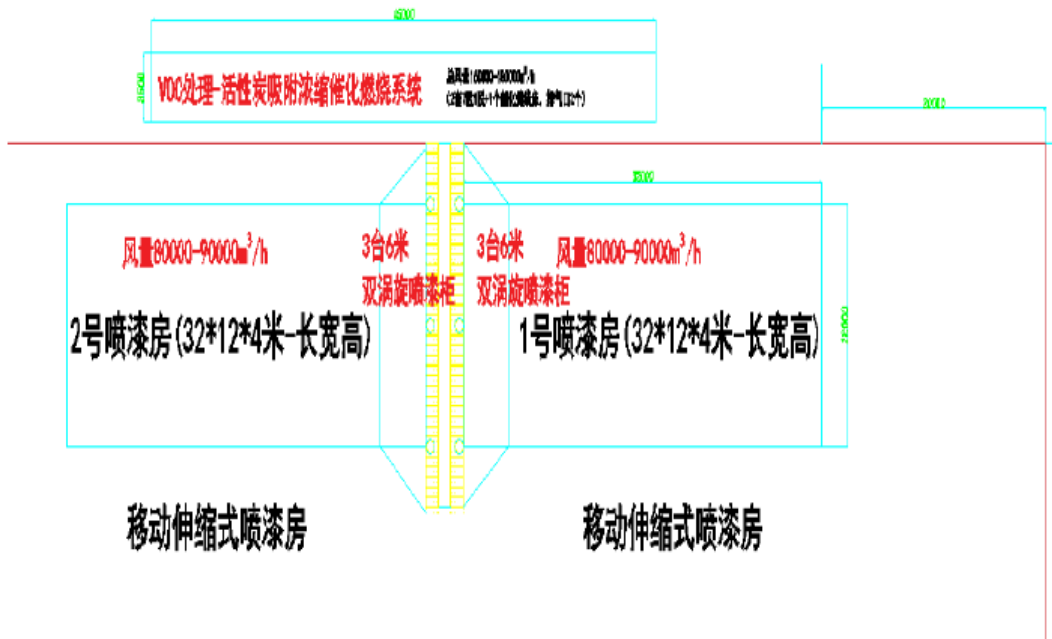 VOC处理-活性炭吸附浓缩催化燃烧系统
风量80000-90000m³/h
3台6米
双涡旋喷漆柜
3台6米
双涡旋喷漆柜
风量80000-90000m³/h
2号喷漆房(32*12*4米-长宽高)
1号喷漆房(32*12*4米-长宽高)
移动伸缩式喷漆房
移动伸缩式喷漆房